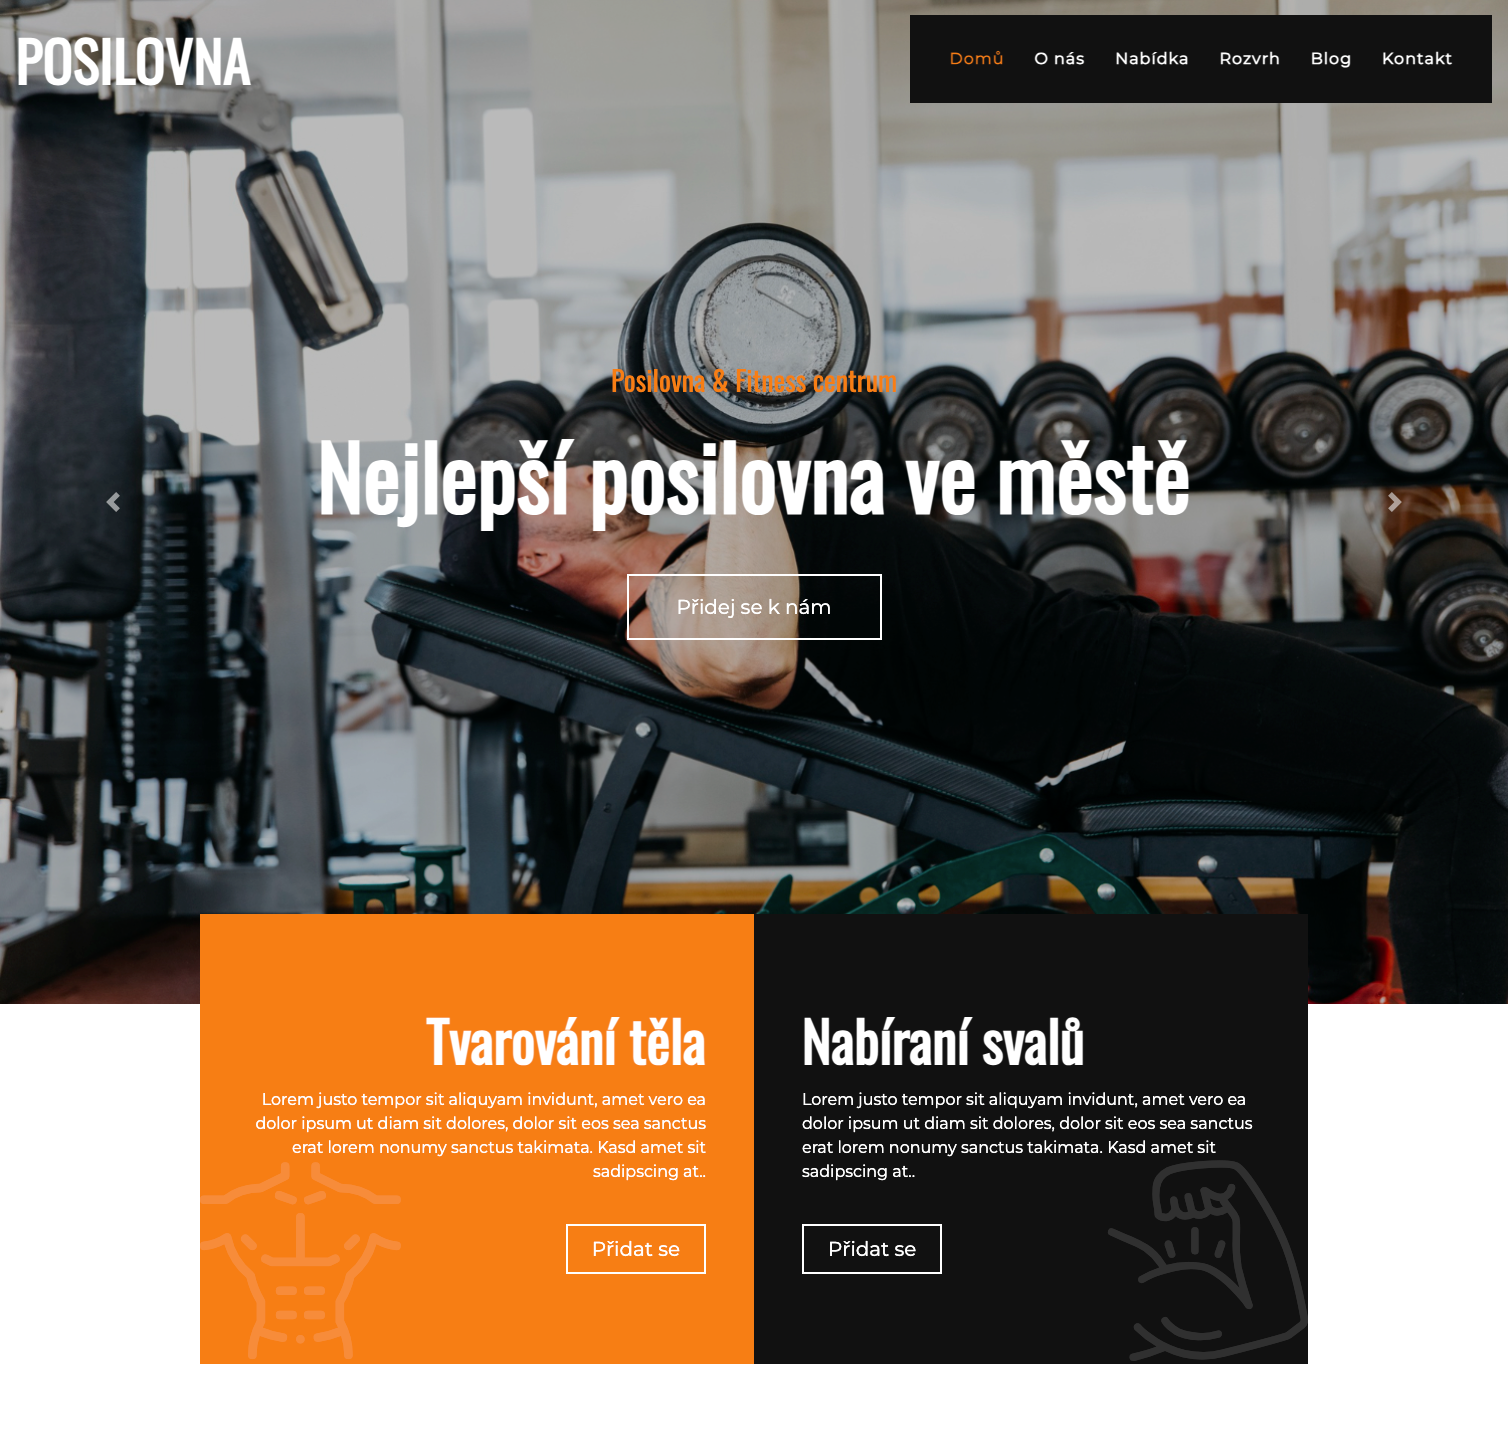 POSILOVNA
Domů O nás Nabídka Rozvrh Blog Kontakt
Posilovna & Fitness centrum
Nejlepší posilovna ve městě
Přidej se k nám
Tvarování těla
Lorem justo tempor sit aliquyam invidunt, amet vero ea
dolor ipsum ut diam sit dolores, dolor sit eos sea sanctus
erat lorem nonumy sanctus takimata. Kasd amet sit
sadipscing at..
Přidat se
Nabíraní svalů
Lorem justo tempor sit aliquyam invidunt, amet vero ea
dolor ipsum ut diam sit dolores, dolor sit eos sea sanctus
erat lorem nonumy sanctus takimata. Kasd amet sit
sadipscing at..
Přidat se